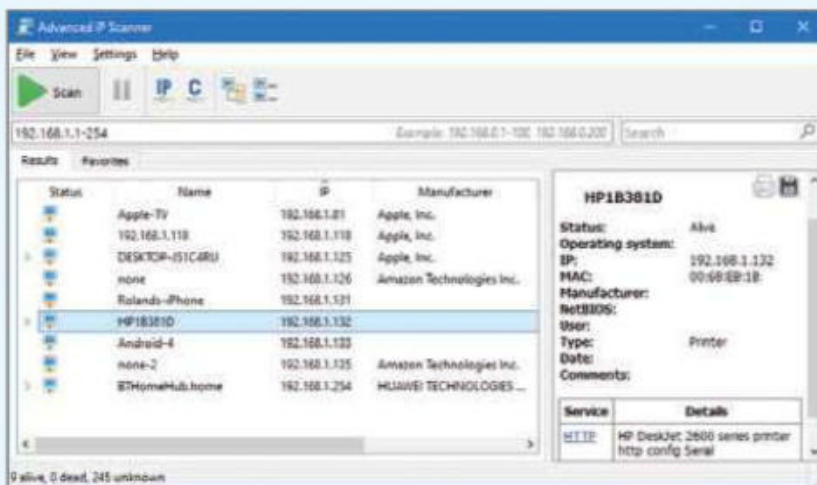 Advanced IP Scanner
File View Settings Help
Scan IP C
192.168.1.1-254 Example: 192.168.0.1-100, 192.168.0.200 Search
Results Favorites
Status Name IP Manufacturer
Apple-TV 192.168.1.81 Apple, Inc.
192.168.1.118 192.168.1.118 Apple, Inc.
DESKTOP-J51C4RU 192.168.1.125 Apple, Inc.
none 192.168.1.126 Amazon Technologies Inc.
Rolands-iPhone 192.168.1.131
HP1B381D 192.168.1.132
Android-4 192.168.1.133
none-2 192.168.1.135 Amazon Technologies Inc.
BTHomeHub.home 192.168.1.254 HUAWEI TECHNOLOGIES ...
HP1B381D
Status: Alive
Operating system:
IP: 192.168.1.132
MAC: 00:68:EB:1B:
Manufacturer:
NetBIOS:
User:
Type: Printer
Date:
Comments:
Service Details
HTTP HP DeskJet 2600 series printer
http config Serial
9 alive, 0 dead, 245 unknown